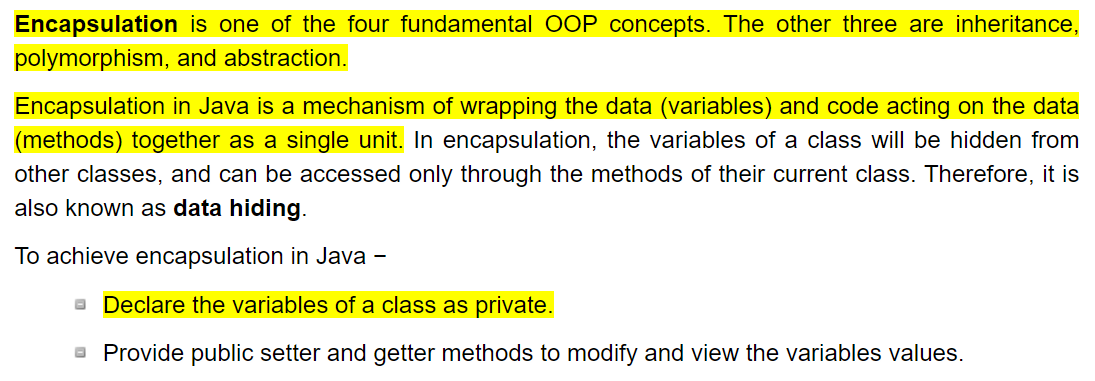 Encapsulation is one of the four fundamental OOP concepts. The other three are inheritance,
polymorphism, and abstraction.
Encapsulation in Java is a mechanism of wrapping the data (variables) and code acting on the data
(methods) together as a single unit. In encapsulation, the variables of a class will be hidden from
other classes, and can be accessed only through the methods of their current class. Therefore, it is
also known as data hiding.
To achieve encapsulation in Java −
Declare the variables of a class as private.
Provide public setter and getter methods to modify and view the variables values.